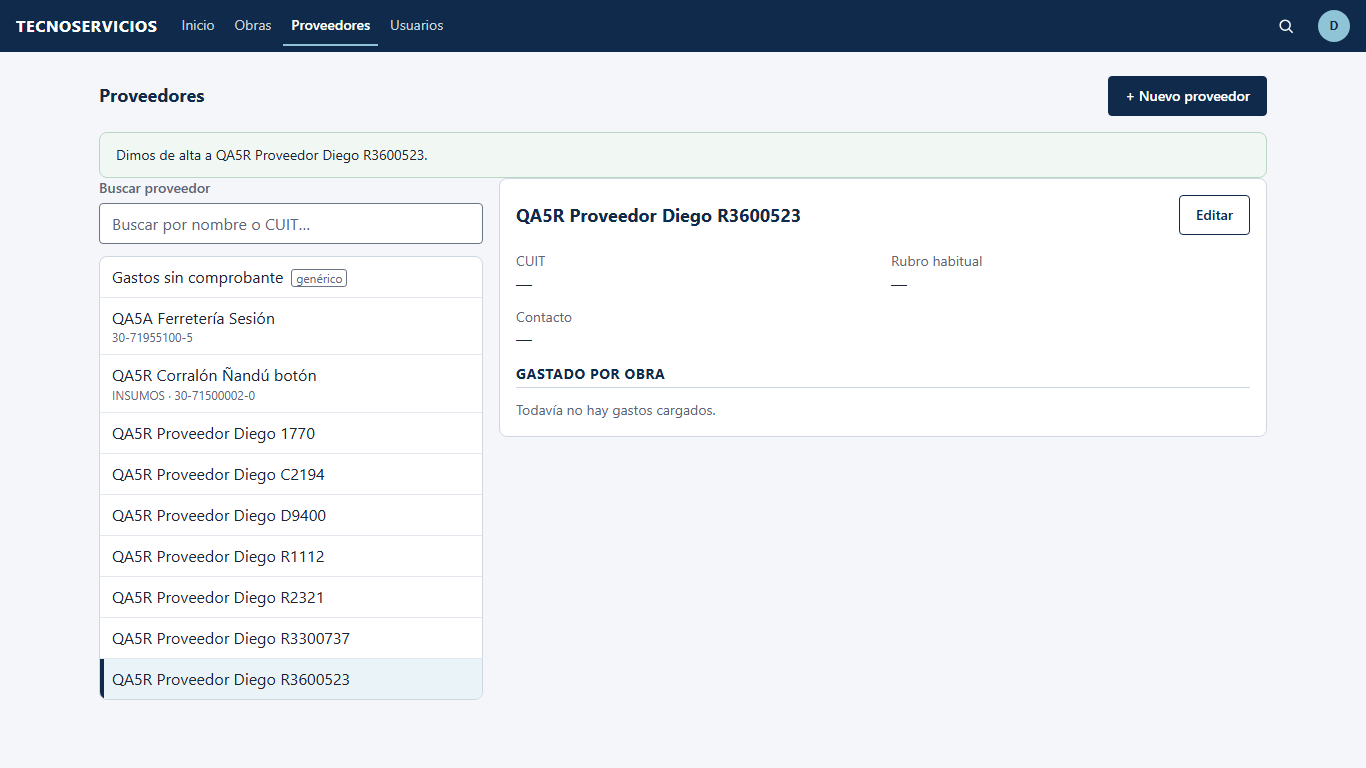 TECNOSERVICIOS Inicio Obras Proveedores Usuarios D
Proveedores
+ Nuevo proveedor
Dimos de alta a QA5R Proveedor Diego R3600523.
Buscar proveedor
Buscar por nombre o CUIT...
Gastos sin comprobante genérico
QA5A Ferretería Sesión
30-71955100-5
QA5R Corralón Ñandú botón
INSUMOS · 30-71500002-0
QA5R Proveedor Diego 1770
QA5R Proveedor Diego C2194
QA5R Proveedor Diego D9400
QA5R Proveedor Diego R1112
QA5R Proveedor Diego R2321
QA5R Proveedor Diego R3300737
QA5R Proveedor Diego R3600523
QA5R Proveedor Diego R3600523
Editar
CUIT
—
Rubro habitual
—
Contacto
—
GASTADO POR OBRA
Todavía no hay gastos cargados.